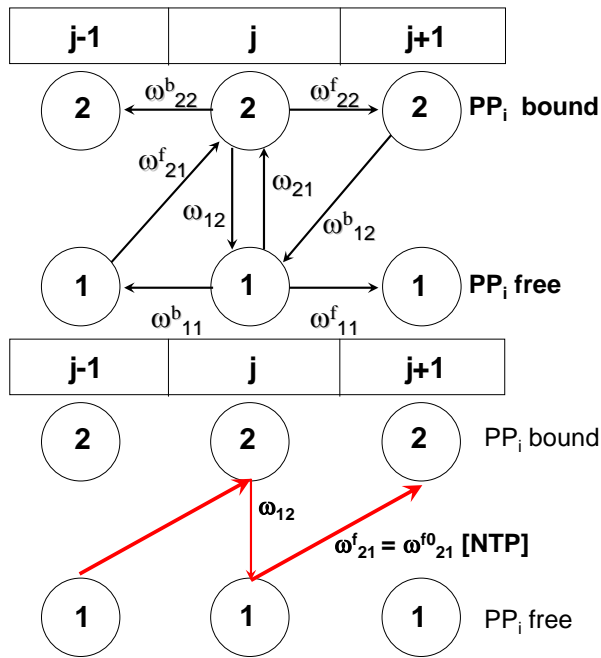 j-1 j j+1
2 ω^b_22 2 ω^f_22 2 PP_i bound
ω^f_21 ω_12 ω_21 ω^b_12
1 1 1 PP_i free
ω^b_11 ω^f_11
j-1 j j+1
2 2 2 PP_i bound
ω_12
ω^f_21 = ω^f0_21 [NTP]
1 1 1 PP_i free